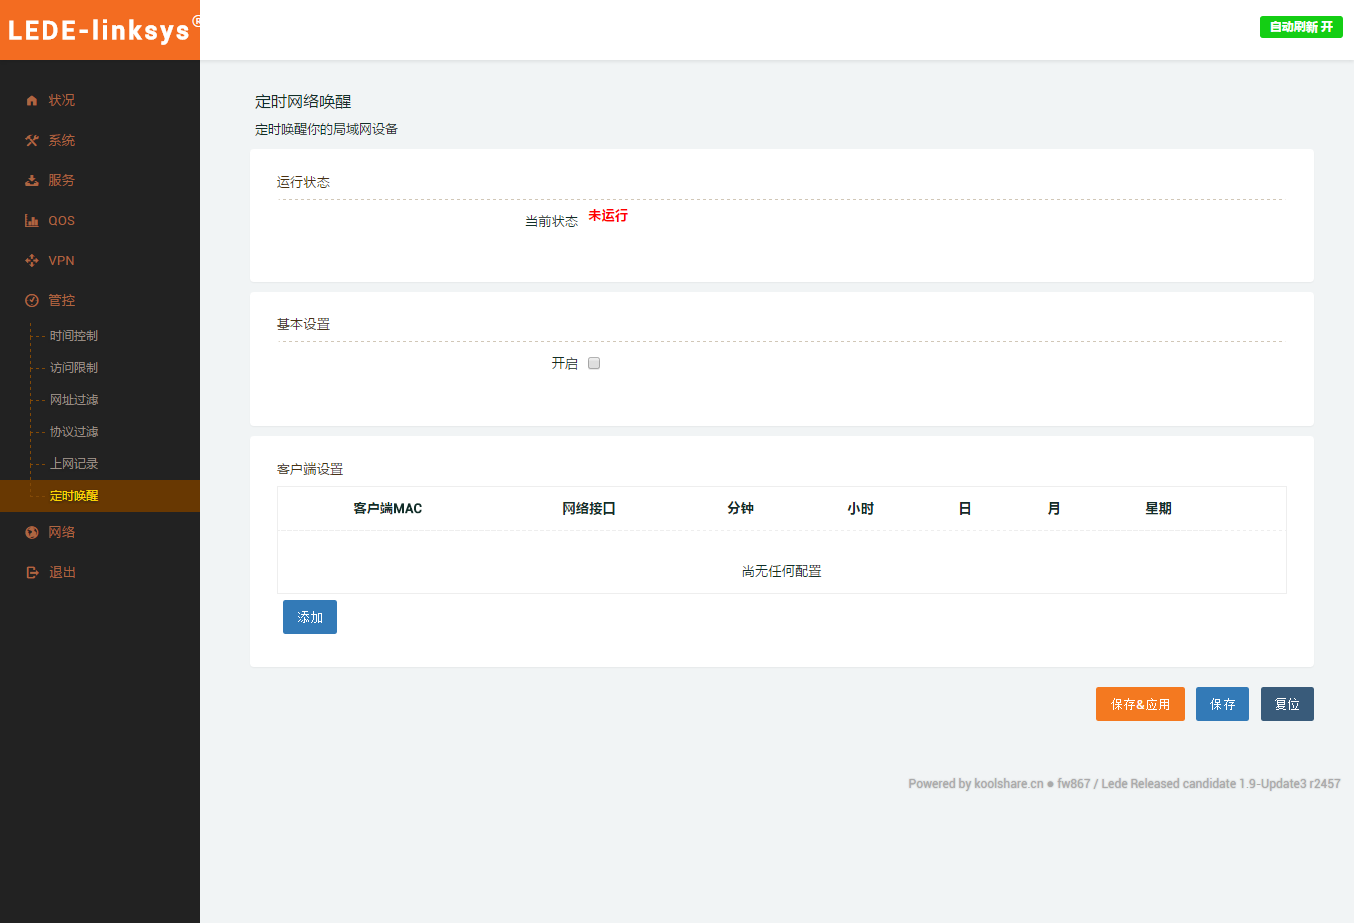 LEDE-linksys®
自动刷新 开
状况
系统
服务
QOS
VPN
管控
时间控制
访问限制
网址过滤
协议过滤
上网记录
定时唤醒
网络
退出
定时网络唤醒
定时唤醒你的局域网设备
运行状态
当前状态 未运行
基本设置
开启
客户端设置
客户端MAC 网络接口 分钟 小时 日 月 星期
尚无任何配置
添加
保存&应用 保存 复位
Powered by koolshare.cn ● fw867 / Lede Released candidate 1.9-Update3 r2457